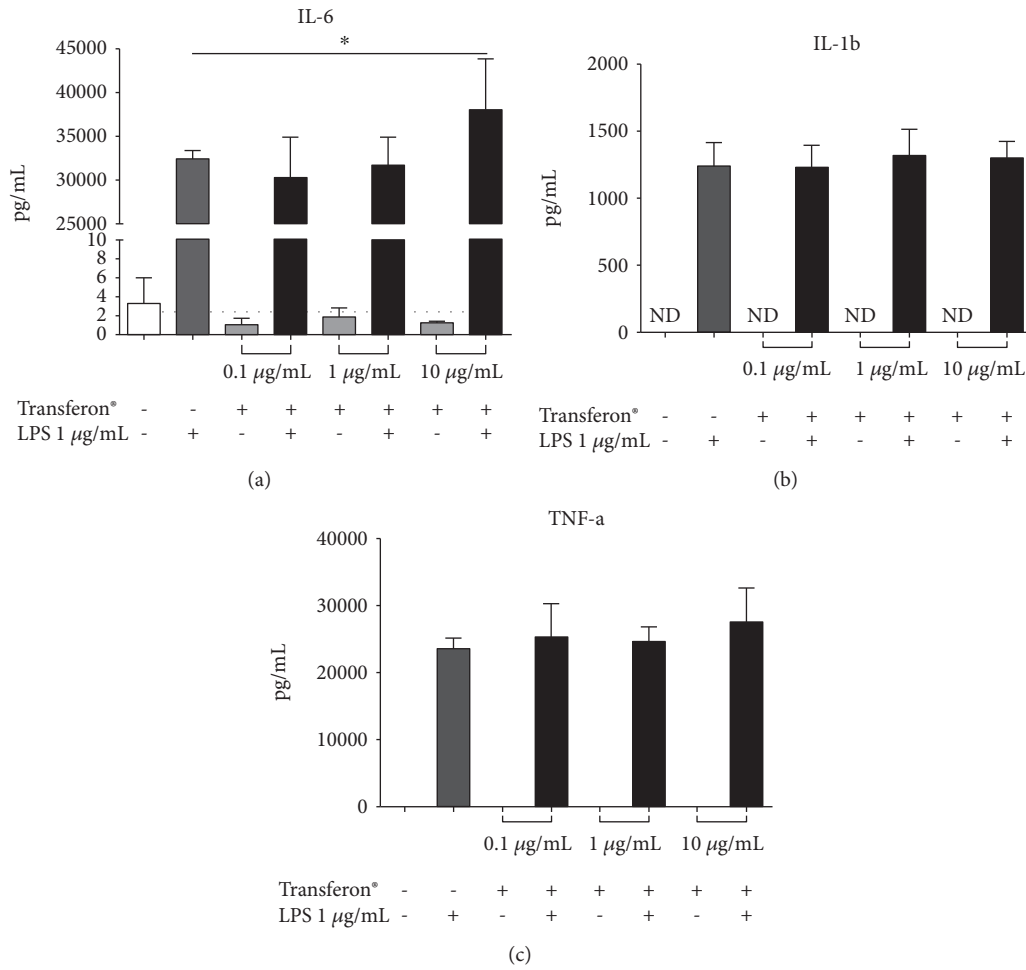 IL-6
*
45000
40000
35000
30000
25000
10
8
6
4
2
0
pg/mL
0.1 μg/mL 1 μg/mL 10 μg/mL
Transferon® - - + + + + + +
LPS 1 μg/mL - + - + - + - +
(a)
IL-1b
2000
1500
1000
500
0
pg/mL
ND ND ND ND
0.1 μg/mL 1 μg/mL 10 μg/mL
Transferon® - - + + + + + +
LPS 1 μg/mL - + - + - + - +
(b)
TNF-a
40000
30000
20000
10000
0
pg/mL
0.1 μg/mL 1 μg/mL 10 μg/mL
Transferon® - - + + + + + +
LPS 1 μg/mL - + - + - + - +
(c)